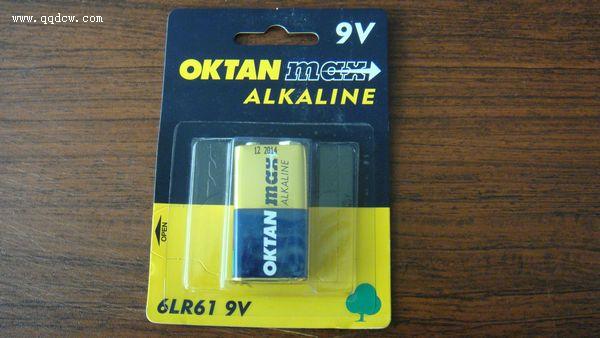 www.qqdcw.com
9V
OKTAN max
ALKALINE
12 2014
OKTAN max
ALKALINE
OPEN
6LR61 9V